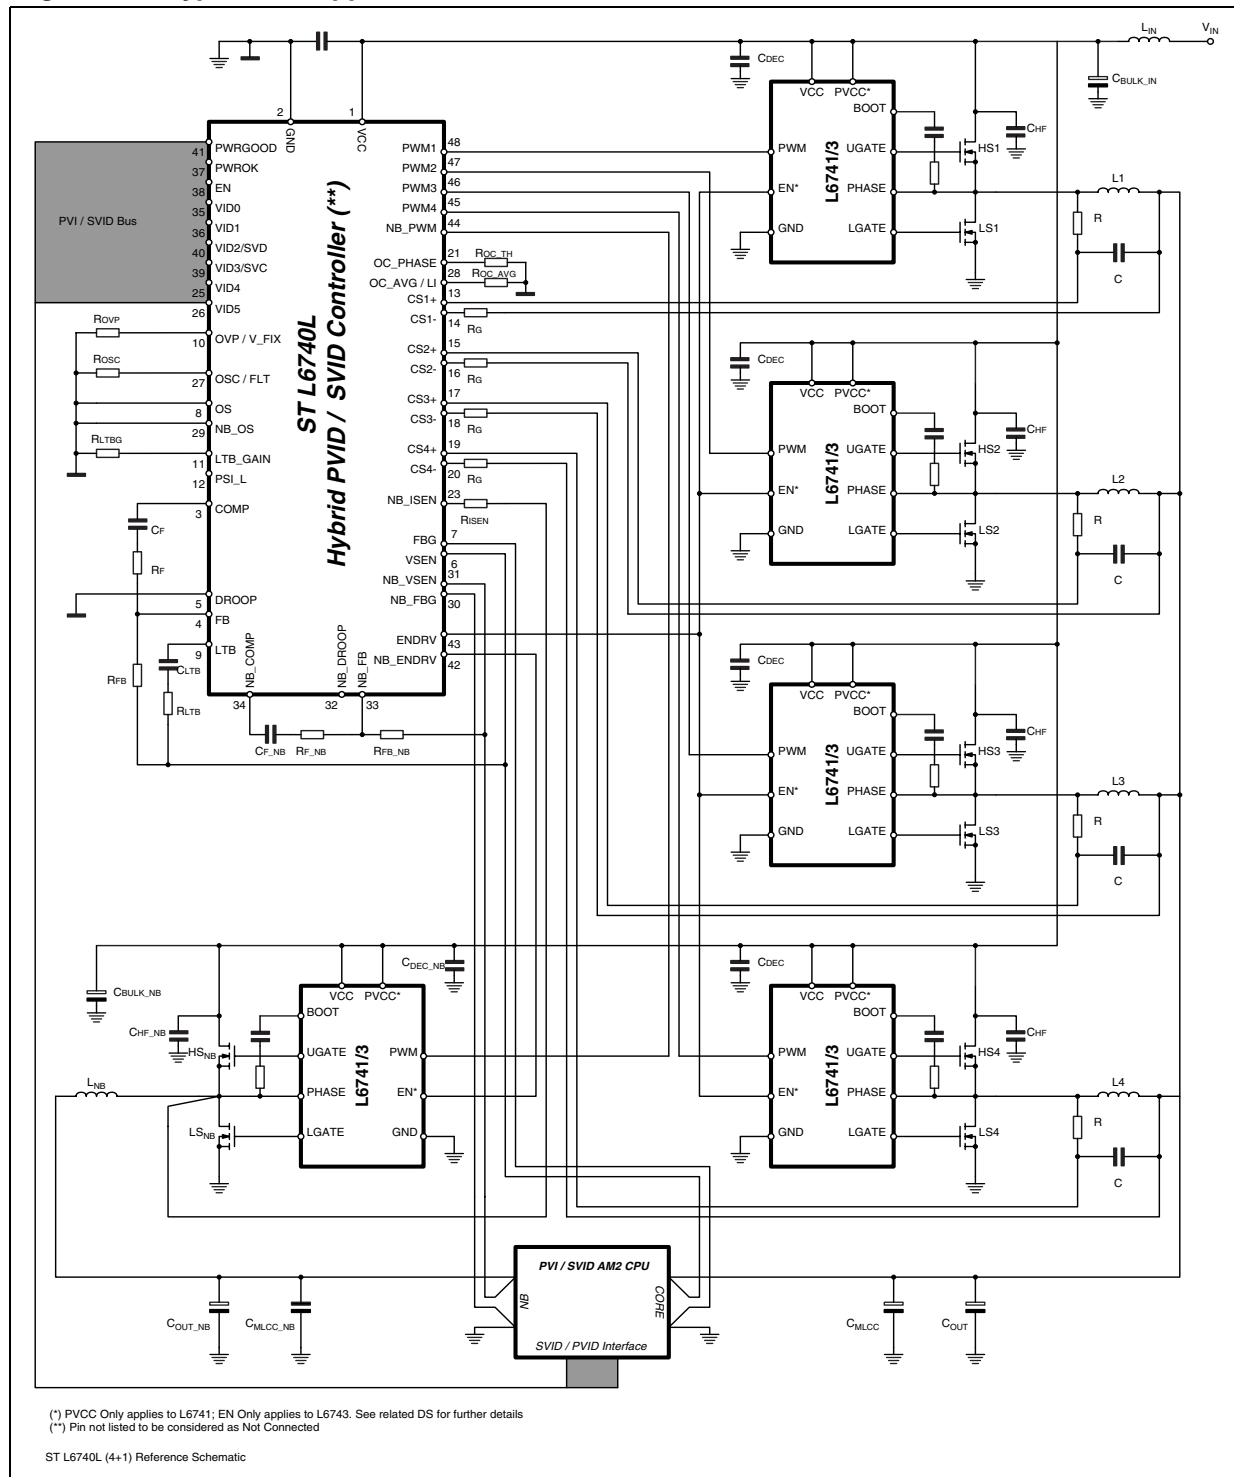 LIN
VIN
CDEC
CBULK_IN
VCC
PVCC*
BOOT
CHF
PWM
UGATE
HS1
L6741/3
EN*
PHASE
L1
R
GND
LGATE
LS1
C
2
1
GND
VCC
41
PWRGOOD
37
PWROK
38
EN
35
VID0
36
VID1
40
VID2/SVD
39
VID3/SVC
25
VID4
26
VID5
10
OVP / V_FIX
27
OSC / FLT
8
OS
29
NB_OS
11
LTB_GAIN
12
PSI_L
3
COMP
5
DROOP
4
FB
9
LTB
PVI / SVID Bus
ROVP
ROSC
RLTBG
CF
RF
RFB
CLTB
RLTB
ST L6740L
Hybrid PVID / SVID Controller (**)
PWM1
48
PWM2
47
PWM3
46
PWM4
45
NB_PWM
44
OC_PHASE
21
ROC_TH
OC_AVG / LI
28
ROC_AVG
CS1+
13
CS1-
14
RG
CS2+
15
CS2-
16
RG
CS3+
17
CS3-
18
RG
CS4+
19
CS4-
20
RG
NB_ISEN
23
RISEN
FBG
7
VSEN
6
NB_VSEN
31
NB_FBG
30
ENDRV
43
NB_ENDRV
42
NB_COMP
NB_DROOP
NB_FB
34
32
33
CF_NB
RF_NB
RFB_NB
CDEC
VCC
PVCC*
BOOT
CHF
PWM
UGATE
HS2
L6741/3
EN*
PHASE
L2
R
GND
LGATE
LS2
C
CDEC
VCC
PVCC*
BOOT
CHF
PWM
UGATE
HS3
L6741/3
EN*
PHASE
L3
R
GND
LGATE
LS3
C
CBULK_NB
CDEC_NB
VCC
PVCC*
BOOT
CHF_NB
HSNB
UGATE
PWM
L6741/3
LNB
PHASE
EN*
LSNB
LGATE
GND
CDEC
VCC
PVCC*
BOOT
CHF
PWM
UGATE
HS4
L6741/3
EN*
PHASE
L4
R
GND
LGATE
LS4
C
PVI / SVID AM2 CPU
NB
CORE
SVID / PVID Interface
COUT_NB
CMLCC_NB
CMLCC
COUT
(*) PVCC Only applies to L6741; EN Only applies to L6743. See related DS for further details
(**) Pin not listed to be considered as Not Connected
ST L6740L (4+1) Reference Schematic